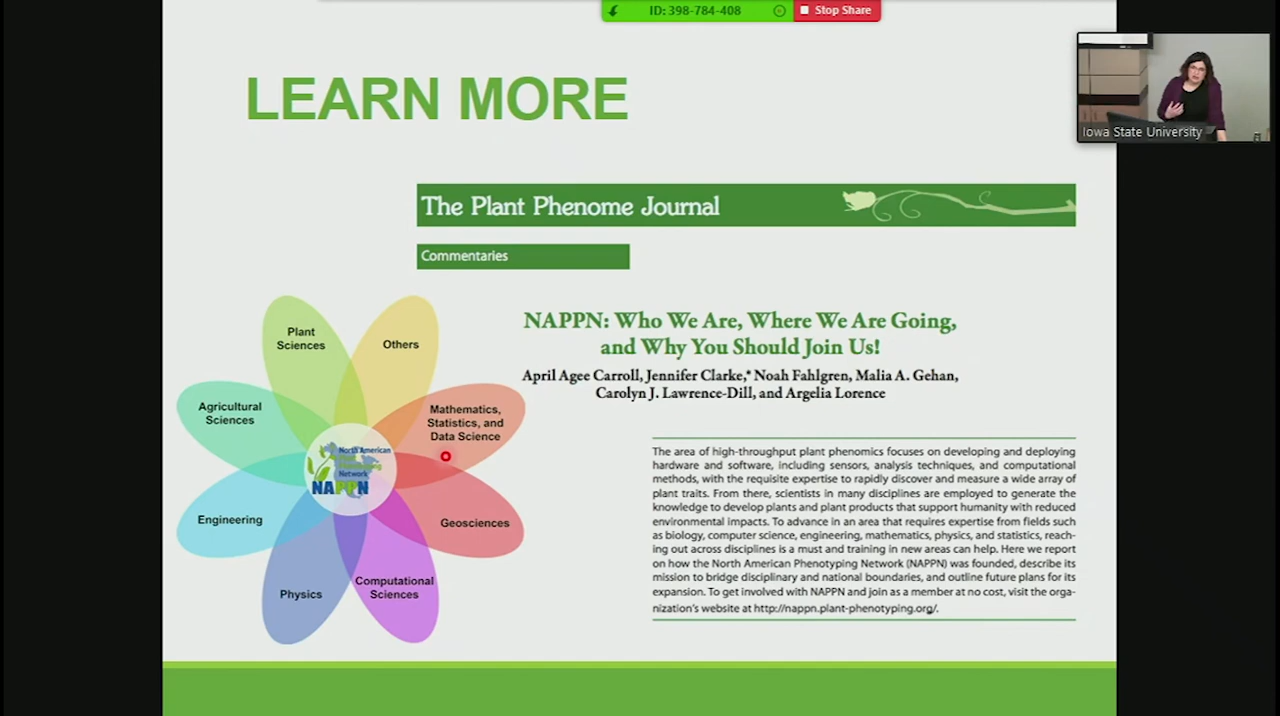 ID: 398-784-408
Stop Share
Iowa State University
LEARN MORE
The Plant Phenome Journal
Commentaries
NAPPN: Who We Are, Where We Are Going,
and Why You Should Join Us!
April Agee Carroll, Jennifer Clarke,* Noah Fahlgren, Malia A. Gehan,
Carolyn J. Lawrence-Dill, and Argelia Lorence
The area of high-throughput plant phenomics focuses on developing and deploying
hardware and software, including sensors, analysis techniques, and computational
methods, with the requisite expertise to rapidly discover and measure a wide array of
plant traits. From there, scientists in many disciplines are employed to generate the
knowledge to develop plants and plant products that support humanity with reduced
environmental impacts. To advance in an area that requires expertise from fields such
as biology, computer science, engineering, mathematics, physics, and statistics, reach-
ing out across disciplines is a must and training in new areas can help. Here we report
on how the North American Phenotyping Network (NAPPN) was founded, describe its
mission to bridge disciplinary and national boundaries, and outline future plans for its
expansion. To get involved with NAPPN and join as a member at no cost, visit the orga-
nization's website at http://nappn.plant-phenotyping.org/.
Plant
Sciences
Others
Agricultural
Sciences
Mathematics,
Statistics, and
Data Science
North American
Network
NAPPN
Engineering
Geosciences
Physics
Computational
Sciences